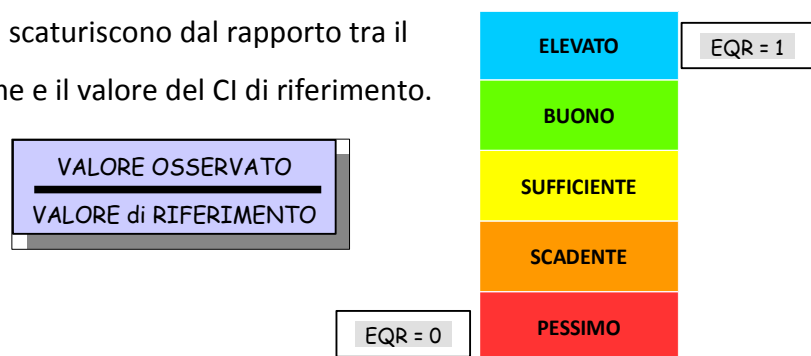 scaturiscono dal rapporto tra il
e il valore del CI di riferimento.
VALORE OSSERVATO
VALORE di RIFERIMENTO
ELEVATO
EQR = 1
BUONO
SUFFICIENTE
SCADENTE
PESSIMO
EQR = 0